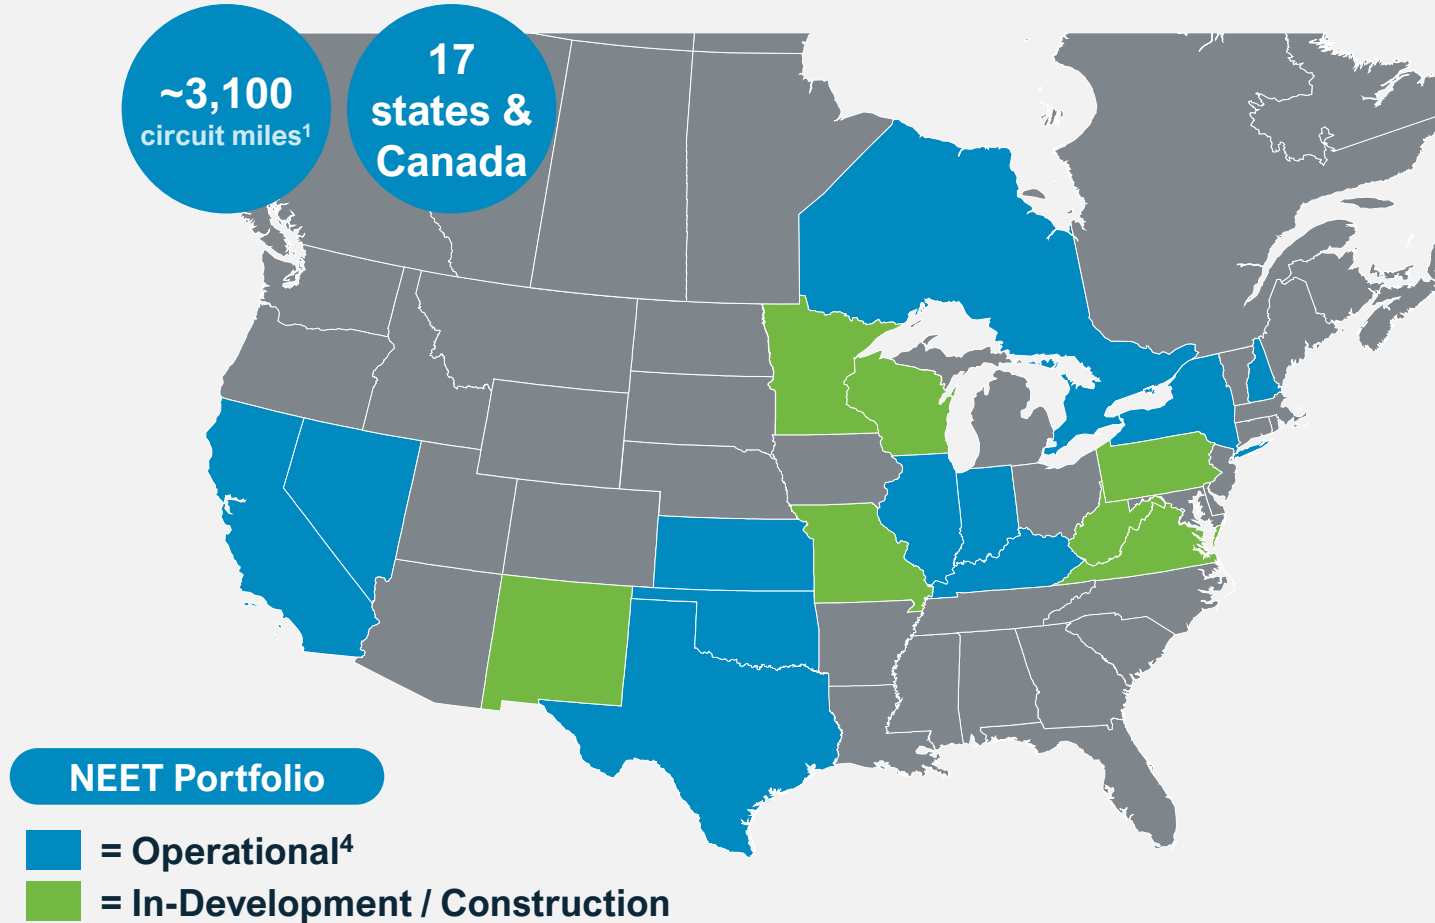 ~3,100
circuit miles¹
17
states &
Canada
NEET Portfolio
= Operational⁴
= In-Development / Construction